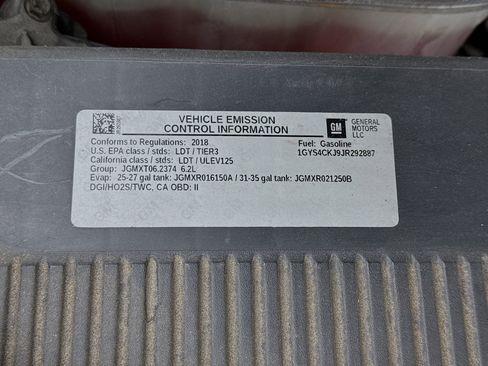 VEHICLE EMISSION
CONTROL INFORMATION
GM
GENERAL
MOTORS
LLC
Conforms to Regulations: 2018
Fuel: Gasoline
U.S. EPA class / stds: LDT / TIER3
1GYS4CKJ9JR292887
California class / stds: LDT / ULEV125
Group: JGMXT06.2374 6.2L
Evap: 25-27 gal tank: JGMXR016150A / 31-35 gal tank: JGMXR021250B
DGI/HO2S/TWC, CA OBD: II